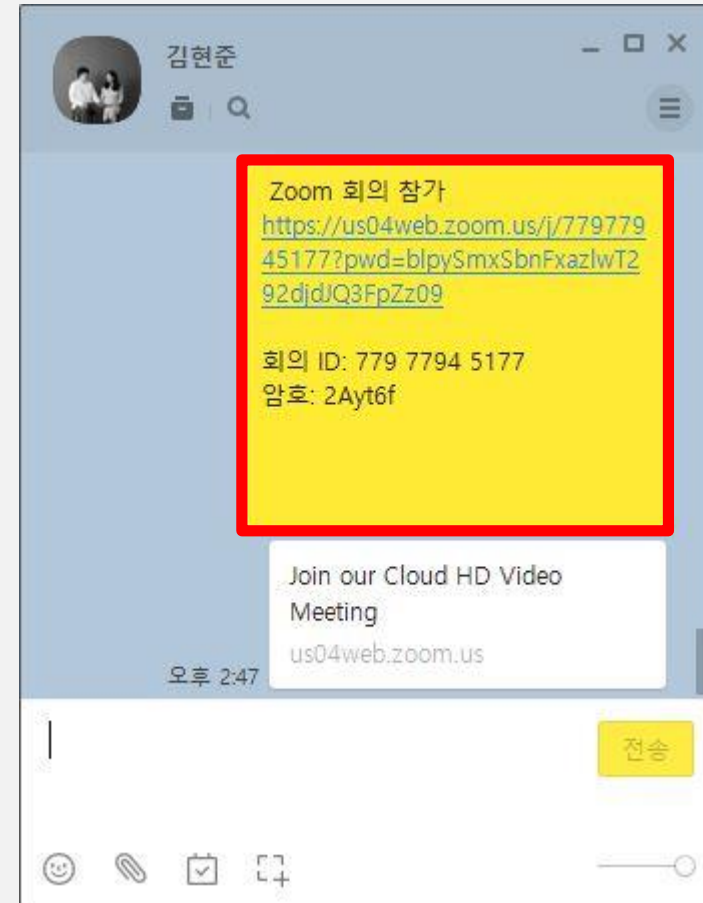 김현준
Zoom 회의 참가
https://us04web.zoom.us/j/779779
45177?pwd=blpySmxSbnFxazlwT2
92djdJQ3FpZz09
회의 ID: 779 7794 5177
암호: 2Ayt6f
Join our Cloud HD Video
Meeting
us04web.zoom.us
오후 2:47
전송